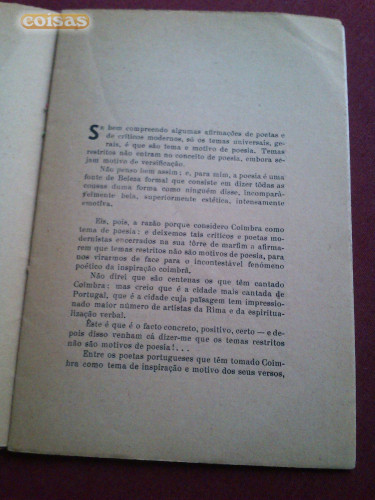 coisas
Se bem compreendo algumas afirmações de poetas e
de críticos modernos, só os temas universais, ge-
rais, é que são tema e motivo de poesia. Temas
restritos não entram no conceito de poesia, embora se-
jam motivo de versificação.
Não penso bem assim: e, para mim, a poesia é uma
fonte de Beleza formal que consiste em dizer tôdas as
cousas duma forma como ninguém disse, incomparà-
velmente bela, superiormente estética, intensamente
emotiva.
Eis, pois, a razão porque considero Coimbra como
tema de poesia: e deixemos tais críticos e poetas mo-
dernistas encerrados na sua tôrre de marfim e afirma-
rem que temas restritos não são motivos de poesia, para
nos virarmos de face para o incontestável fenómeno
poético da inspiração coimbrã.
Não direi que são centenas os que têm cantado
Coimbra: mas creio que é a cidade mais cantada de
Portugal, que é a cidade cuja paisagem tem impressio-
nado maior número de artistas da Rima e da espiritua-
lização verbal.
Êste é que é o facto concreto, positivo, certo — e de-
pois disso venham cá dizer-me que os temas restritos
não são motivos de poesia!...
Entre os poetas portugueses que têm tomado Coim-
bra como tema de inspiração e motivo dos seus versos,